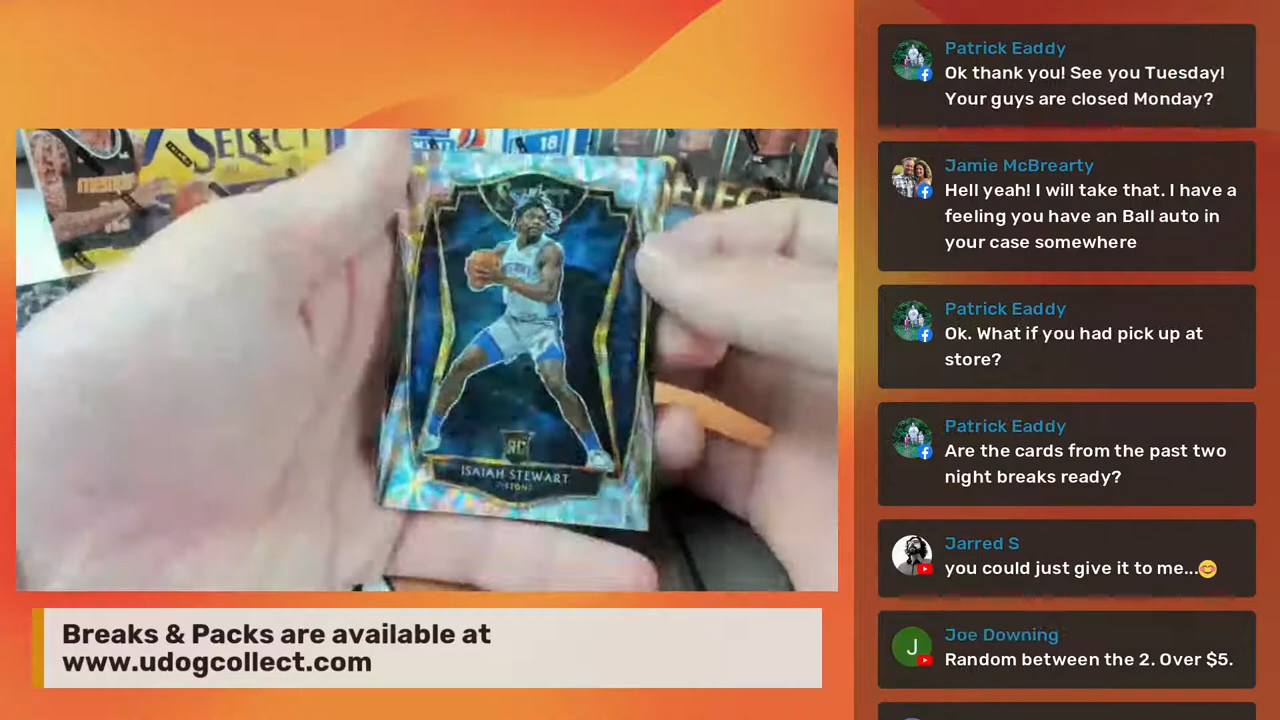 SELECT
18
SELECT
Select
RC
ISAIAH STEWART
PISTONS
Breaks & Packs are available at
www.udogcollect.com
Patrick Eaddy
Ok thank you! See you Tuesday!
Your guys are closed Monday?
Jamie McBrearty
Hell yeah! I will take that. I have a
feeling you have an Ball auto in
your case somewhere
Patrick Eaddy
Ok. What if you had pick up at
store?
Patrick Eaddy
Are the cards from the past two
night breaks ready?
Jarred S
you could just give it to me...😊
J
Joe Downing
Random between the 2. Over $5.